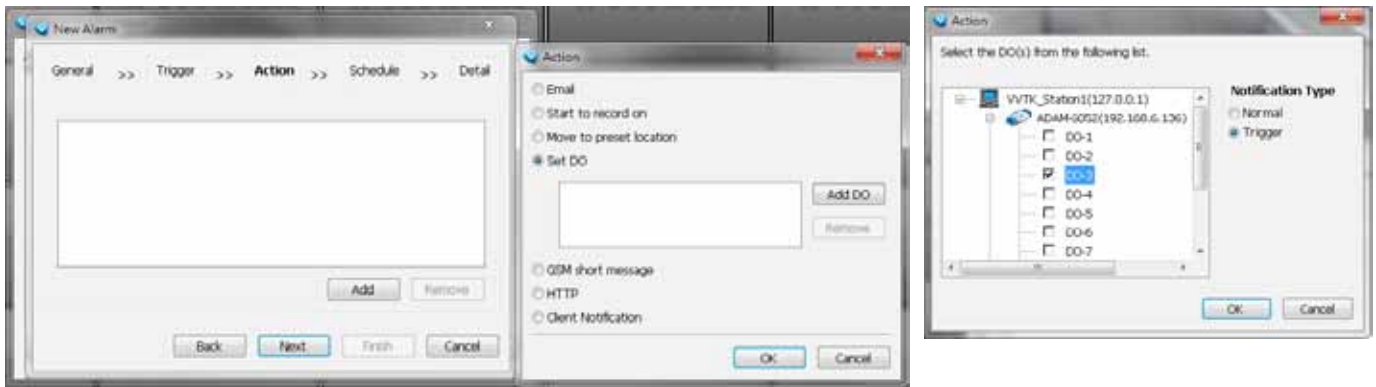 New Alarm
General >> Trigger >> Action >> Schedule >> Detail
Add Remove
Back Next Finish Cancel
Action
Email
Start to record on
Move to preset location
Set DO
Add DO
Remove
GSM short message
HTTP
Client Notification
OK Cancel
Action
Select the DO(s) from the following list.
VVTK_Station1(127.0.0.1)
ADAM-6052(192.168.6.136)
DO-1
DO-2
DO-3
DO-4
DO-5
DO-6
DO-7
Notification Type
Normal
Trigger
OK Cancel